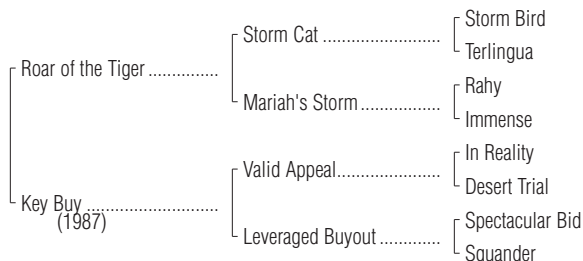 Storm Bird
Storm Cat ........................
Terlingua
Roar of the Tiger ..............
Rahy
Mariah's Storm ................
Immense
In Reality
Valid Appeal.....................
Desert Trial
Key Buy ..........................
(1987)
Spectacular Bid
Leveraged Buyout ............
Squander